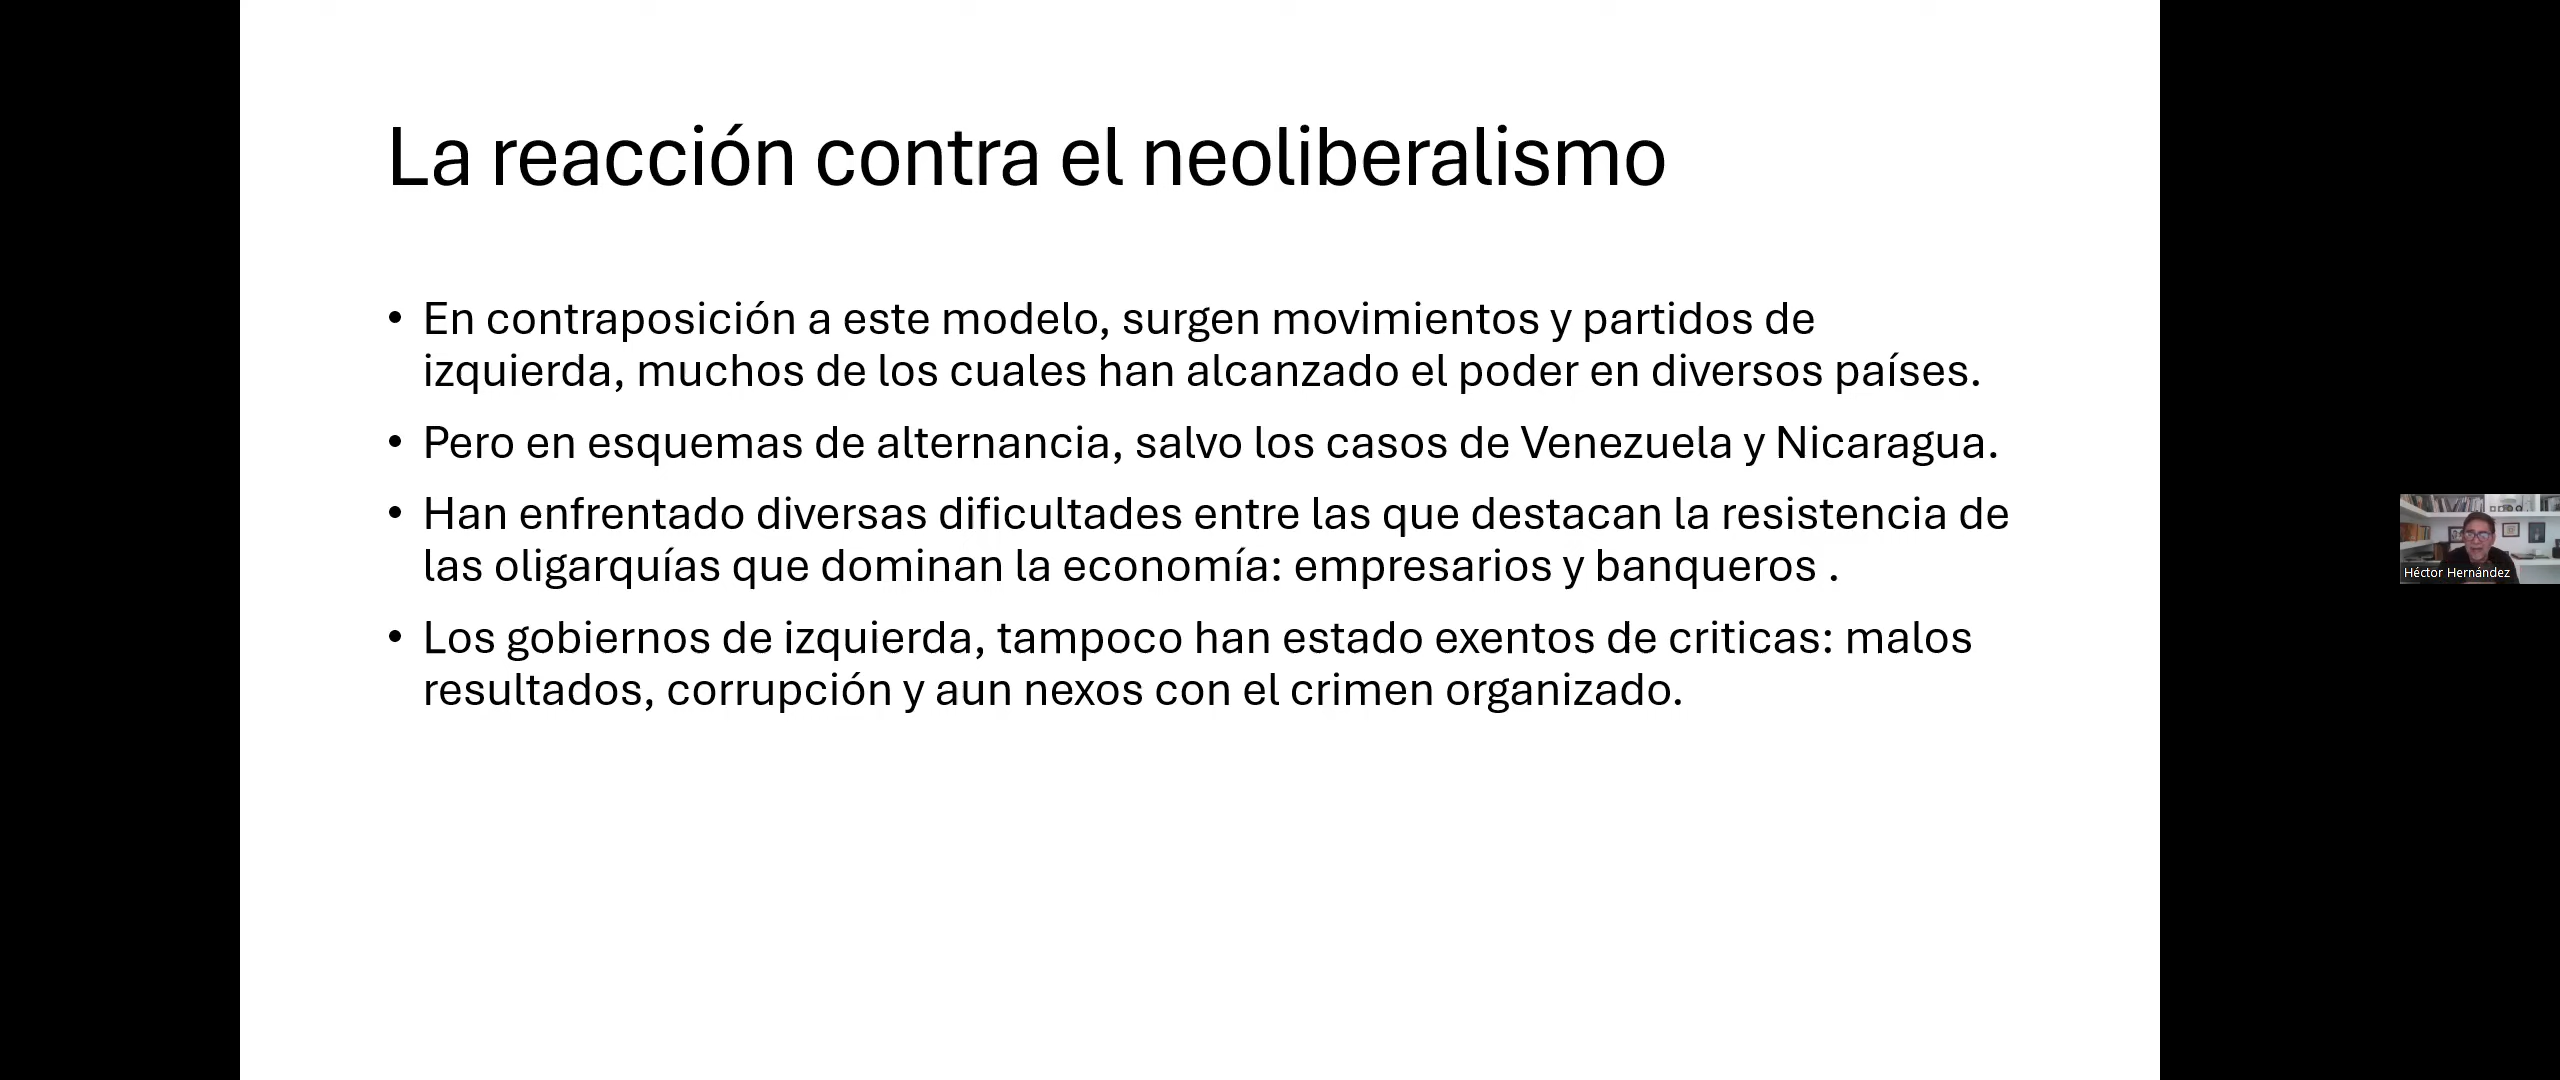 La reacción contra el neoliberalismo
• En contraposición a este modelo, surgen movimientos y partidos de
izquierda, muchos de los cuales han alcanzado el poder en diversos países.
• Pero en esquemas de alternancia, salvo los casos de Venezuela y Nicaragua.
• Han enfrentado diversas dificultades entre las que destacan la resistencia de
las oligarquías que dominan la economía: empresarios y banqueros .
• Los gobiernos de izquierda, tampoco han estado exentos de criticas: malos
resultados, corrupción y aun nexos con el crimen organizado.
Héctor Hernández